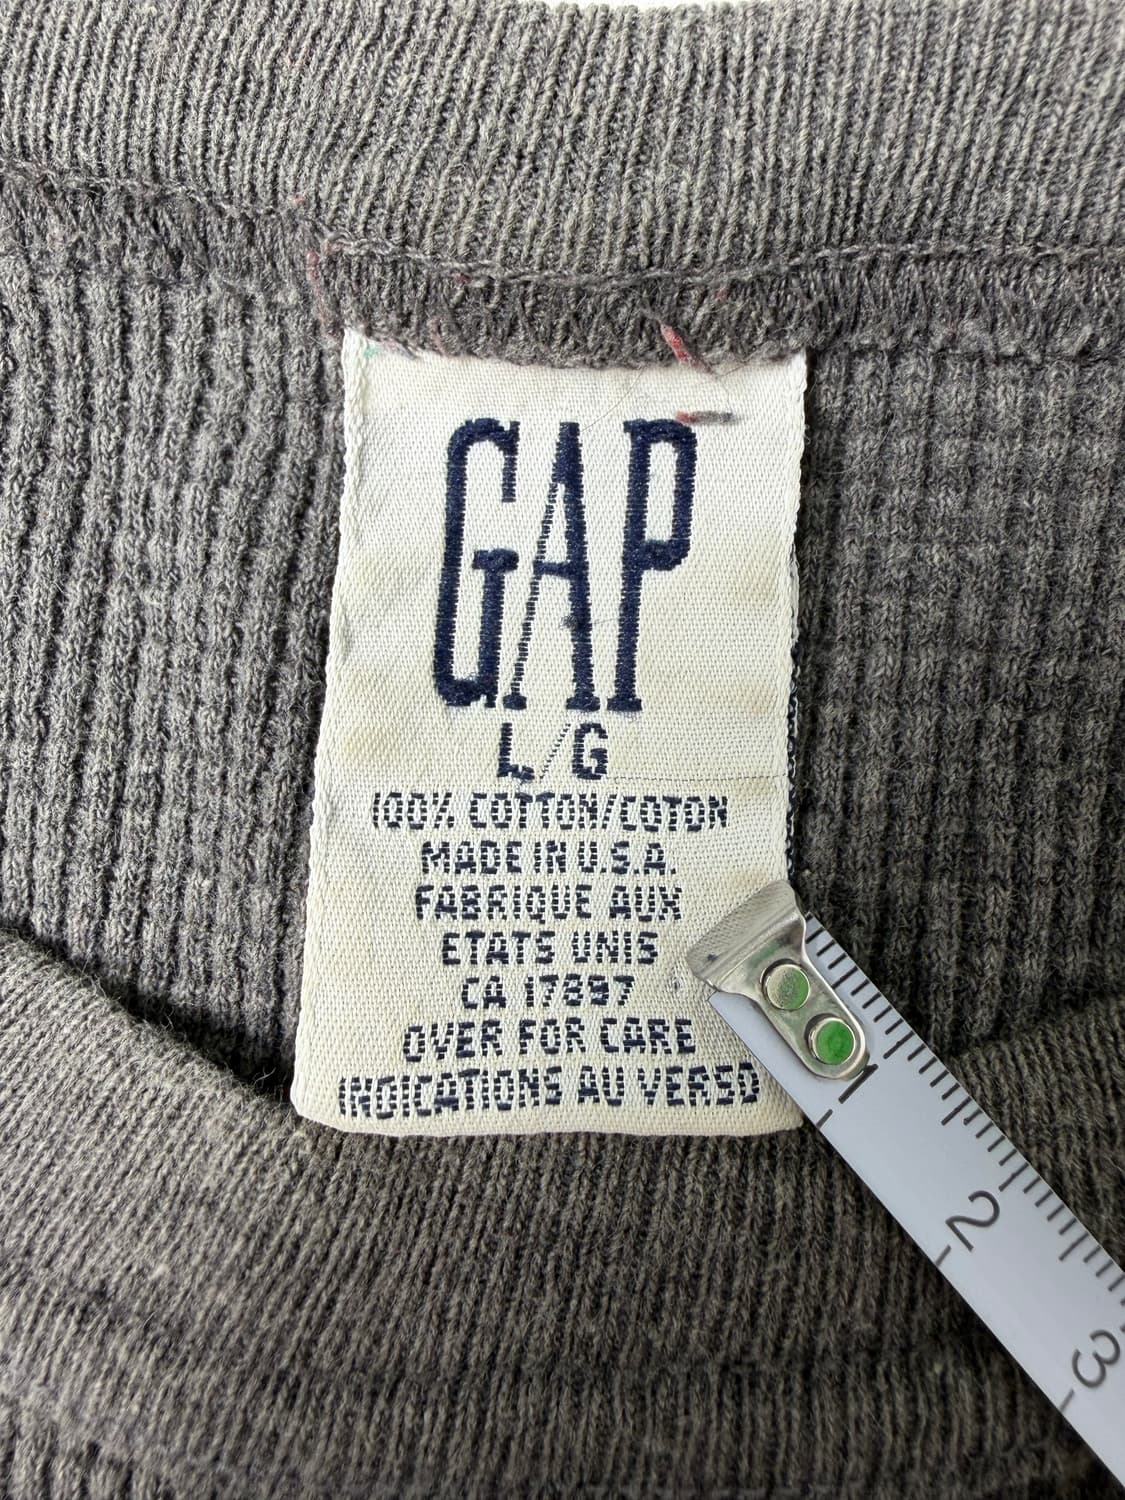 GAP
L/G
100% COTTON/COTON
MADE IN U.S.A.
FABRIQUE AUX
ETATS UNIS
CA 17897
OVER FOR CARE
INDICATIONS AU VERSO
1
2
3